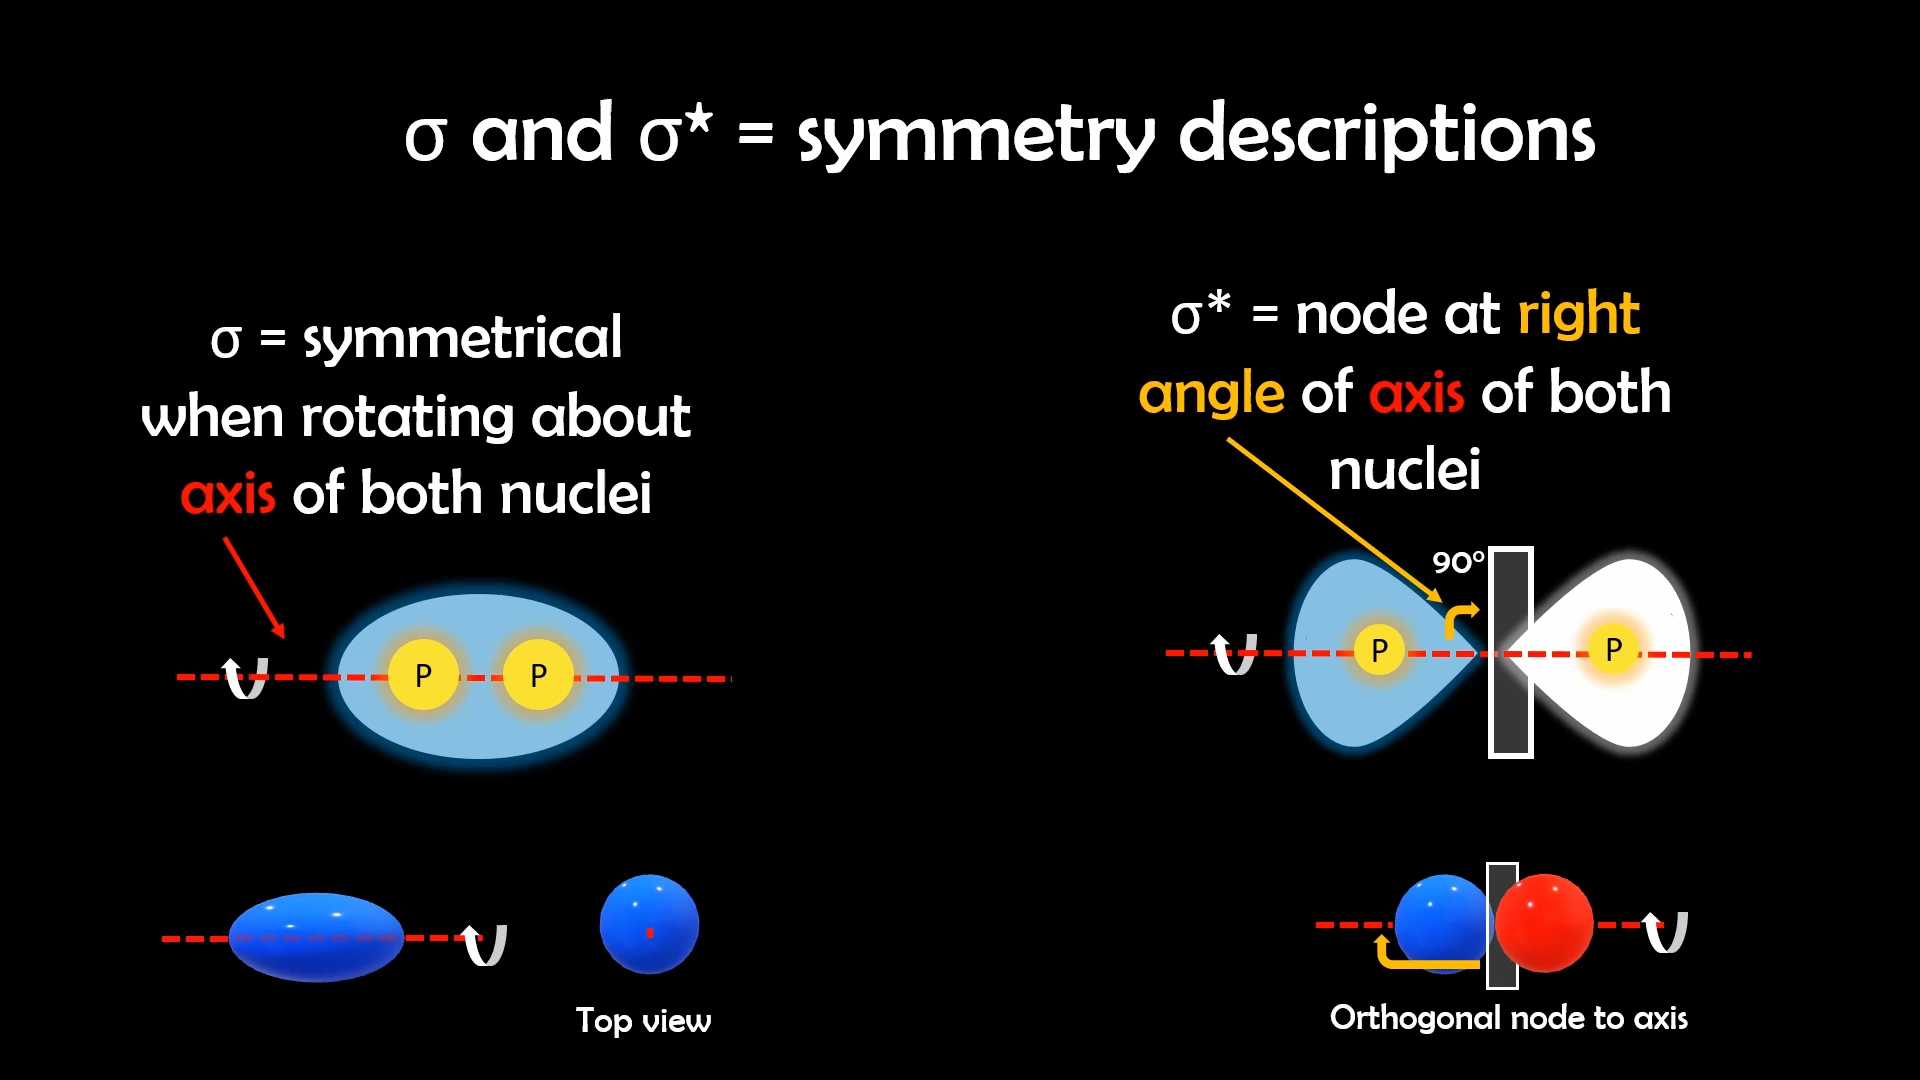 σ and σ* = symmetry descriptions
σ = symmetrical
when rotating about
axis of both nuclei
σ* = node at right
angle of axis of both
nuclei
90°
P P
P P
Top view
Orthogonal node to axis